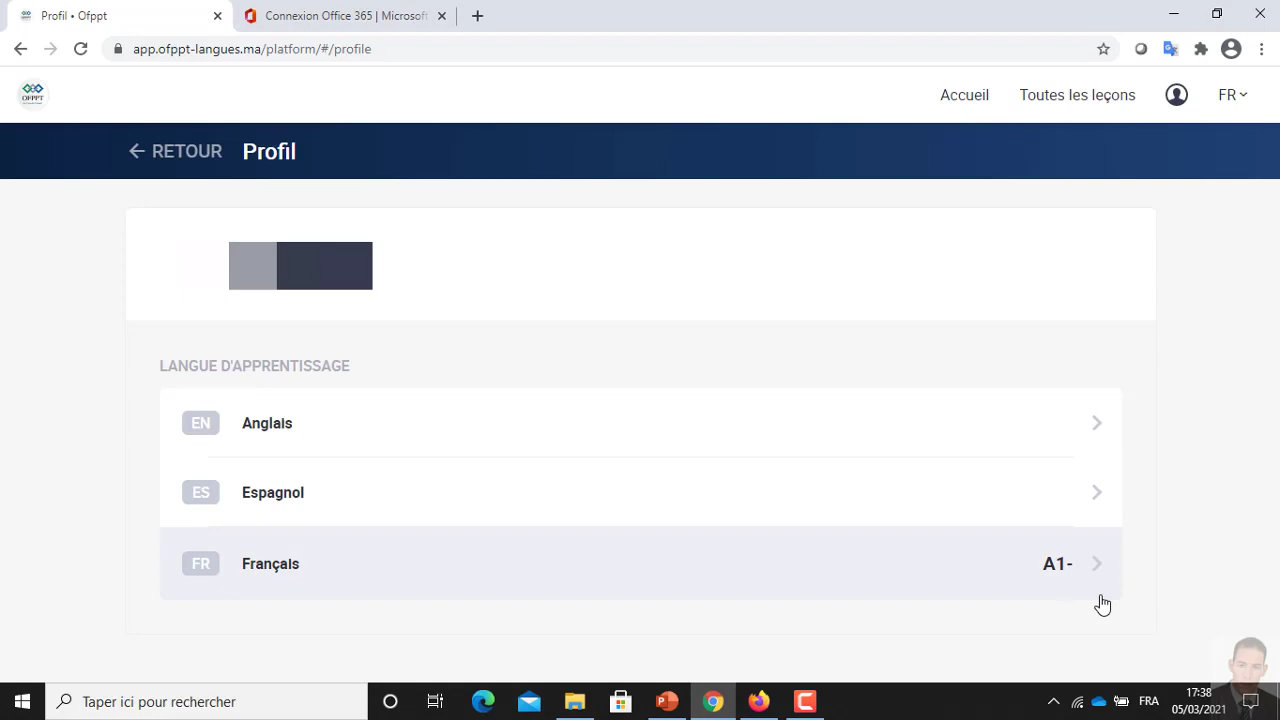 Profil • Ofppt
Connexion Office 365 | Microsoft
app.ofppt-langues.ma/platform/#/profile
OFPPT
Accueil
Toutes les leçons
FR
RETOUR
Profil
LANGUE D'APPRENTISSAGE
EN
Anglais
ES
Espagnol
FR
Français
A1-
Taper ici pour rechercher
FRA
17:38
05/03/2021